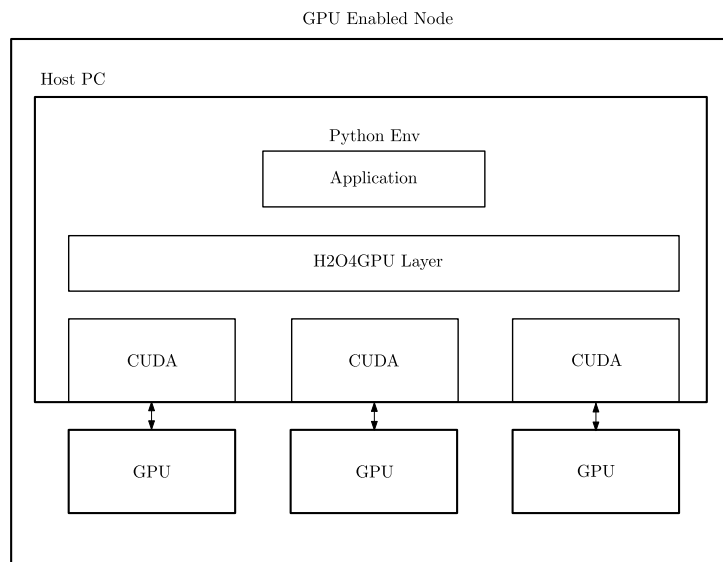 GPU Enabled Node
Host PC
Python Env
Application
H2O4GPU Layer
CUDA CUDA CUDA
GPU GPU GPU